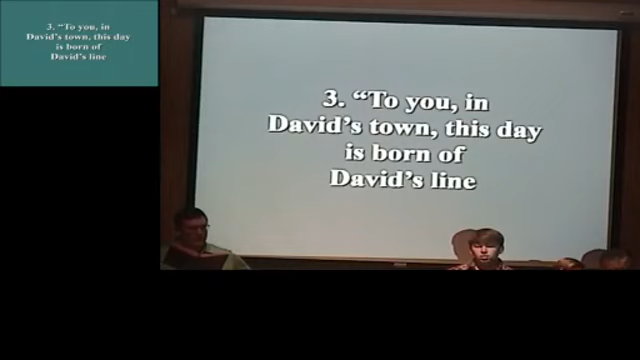 3. “To you, in
David's town, this day
is born of
David's line
3. “To you, in
David's town, this day
is born of
David's line